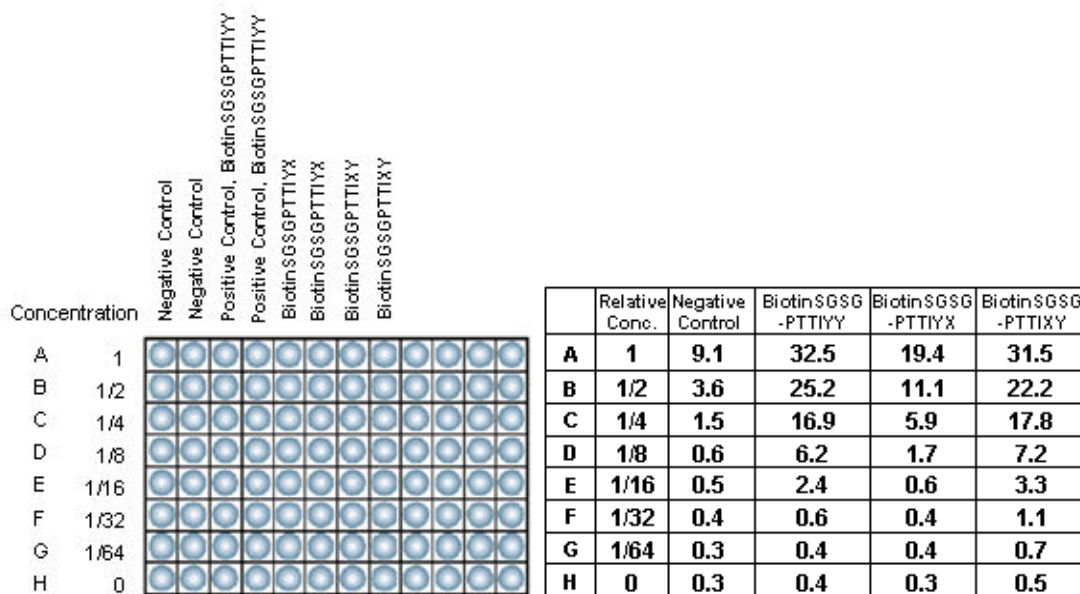 Negative Control
Negative Control
Positive Control, BiotinSGSGPTTIYY
Positive Control, BiotinSGSGPTTIYY
BiotinSGSGPTTIYX
BiotinSGSGPTTIYX
BiotinSGSGPTTIXY
BiotinSGSGPTTIXY
Concentration
A 1
B 1/2
C 1/4
D 1/8
E 1/16
F 1/32
G 1/64
H 0
Relative Conc. Negative Control BiotinSGSG -PTTIYY BiotinSGSG -PTTIYX BiotinSGSG -PTTIXY
A 1 9.1 32.5 19.4 31.5
B 1/2 3.6 25.2 11.1 22.2
C 1/4 1.5 16.9 5.9 17.8
D 1/8 0.6 6.2 1.7 7.2
E 1/16 0.5 2.4 0.6 3.3
F 1/32 0.4 0.6 0.4 1.1
G 1/64 0.3 0.4 0.4 0.7
H 0 0.3 0.4 0.3 0.5